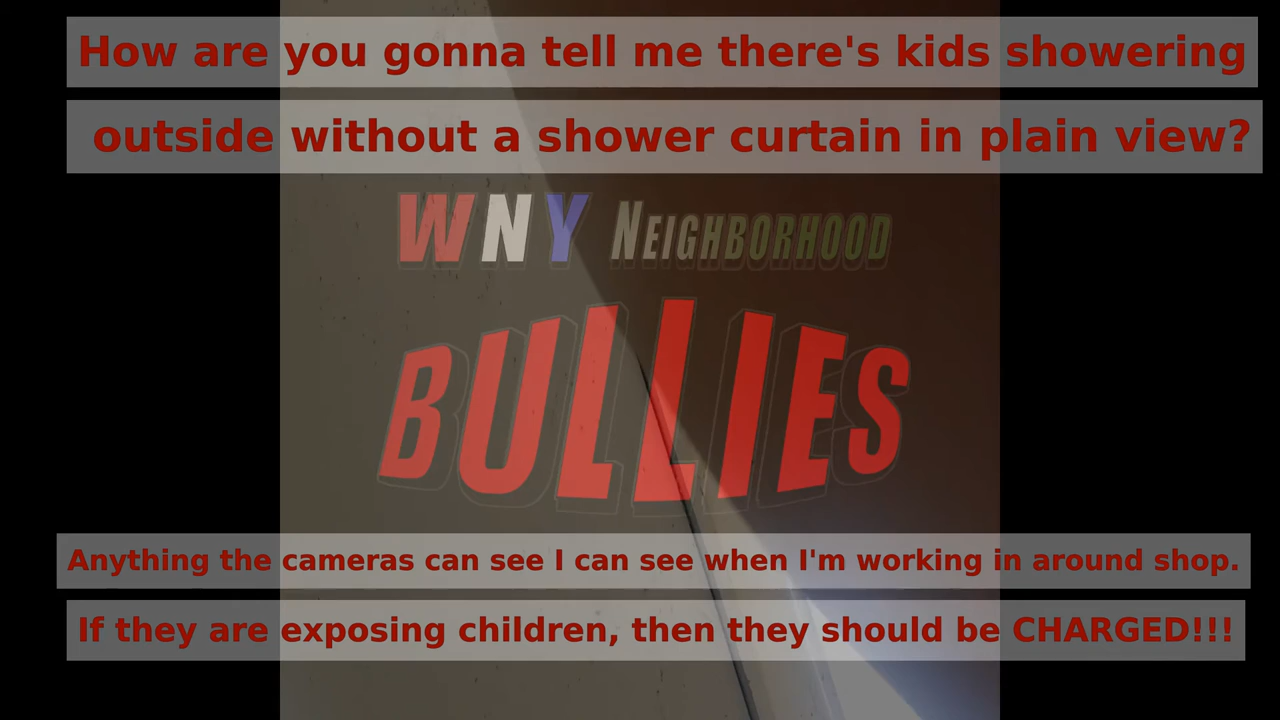 How are you gonna tell me there's kids showering
outside without a shower curtain in plain view?
WNY NEIGHBORHOOD
BULLIES
Anything the cameras can see I can see when I'm working in around shop.
If they are exposing children, then they should be CHARGED!!!